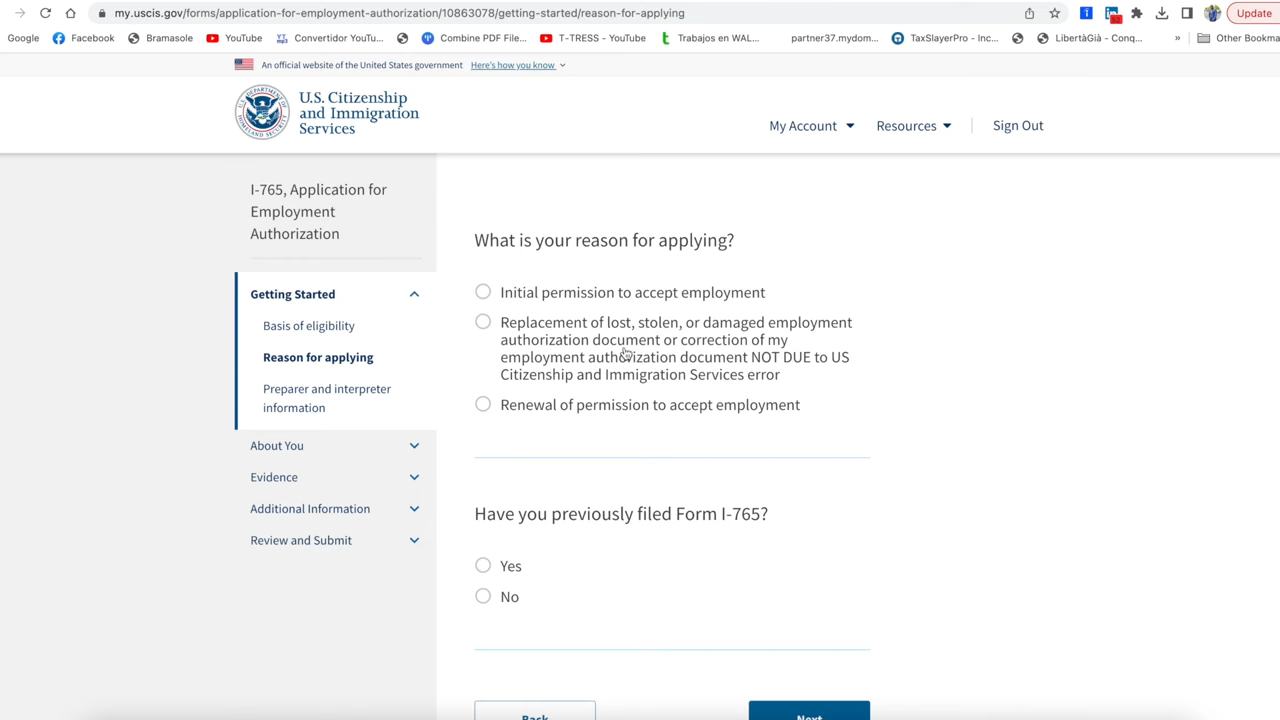 my.uscis.gov/forms/application-for-employment-authorization/10863078/getting-started/reason-for-applying
Update
Google
Facebook
Bramasole
YouTube
Convertidor YouTu...
Combine PDF File...
T-TRESS - YouTube
Trabajos en WAL...
partner37.mydom...
TaxSlayerPro - Inc...
LibertàGià - Conq...
»
Other Bookma
An official website of the United States government
Here's how you know
U.S. Citizenship
and Immigration
Services
My Account
Resources
Sign Out
I-765, Application for
Employment
Authorization
Getting Started
Basis of eligibility
Reason for applying
Preparer and interpreter
information
About You
Evidence
Additional Information
Review and Submit
What is your reason for applying?
Initial permission to accept employment
Replacement of lost, stolen, or damaged employment
authorization document or correction of my
employment authorization document NOT DUE to US
Citizenship and Immigration Services error
Renewal of permission to accept employment
Have you previously filed Form I-765?
Yes
No
Back
Next